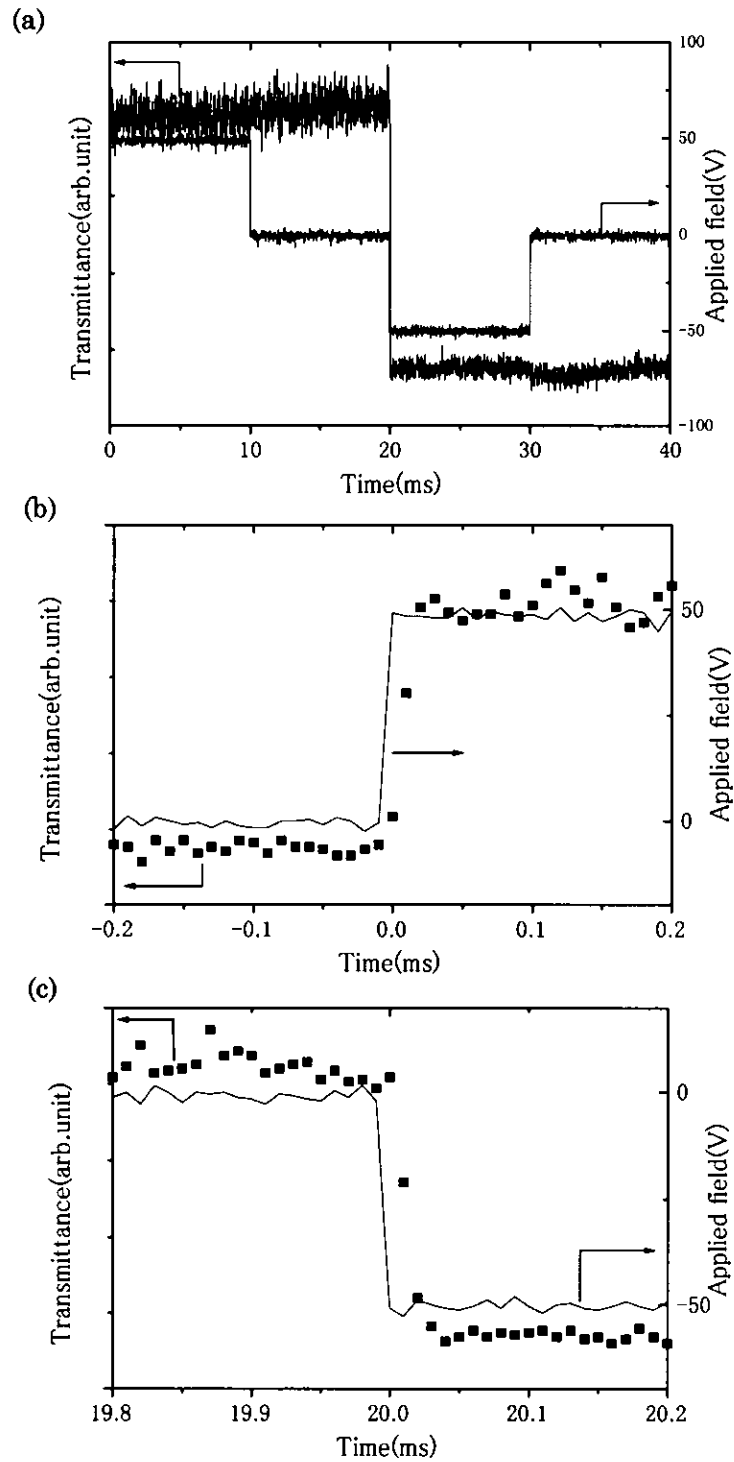 (a)
Transmittance(arb.unit)
100
50
0
-50
-100
Applied field(V)
0 10 20 30 40
Time(ms)
(b)
Transmittance(arb.unit)
50
0
Applied field(V)
-0.2 -0.1 0.0 0.1 0.2
Time(ms)
(c)
Transmittance(arb.unit)
0
-50
Applied field(V)
19.8 19.9 20.0 20.1 20.2
Time(ms)